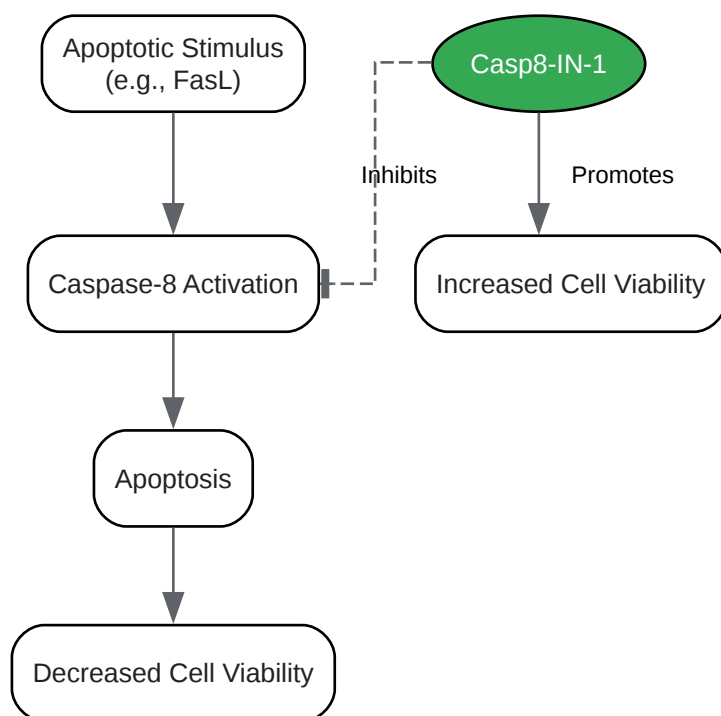 Apoptotic Stimulus
(e.g., FasL)
Casp8-IN-1
Inhibits
Promotes
Caspase-8 Activation
Increased Cell Viability
Apoptosis
Decreased Cell Viability